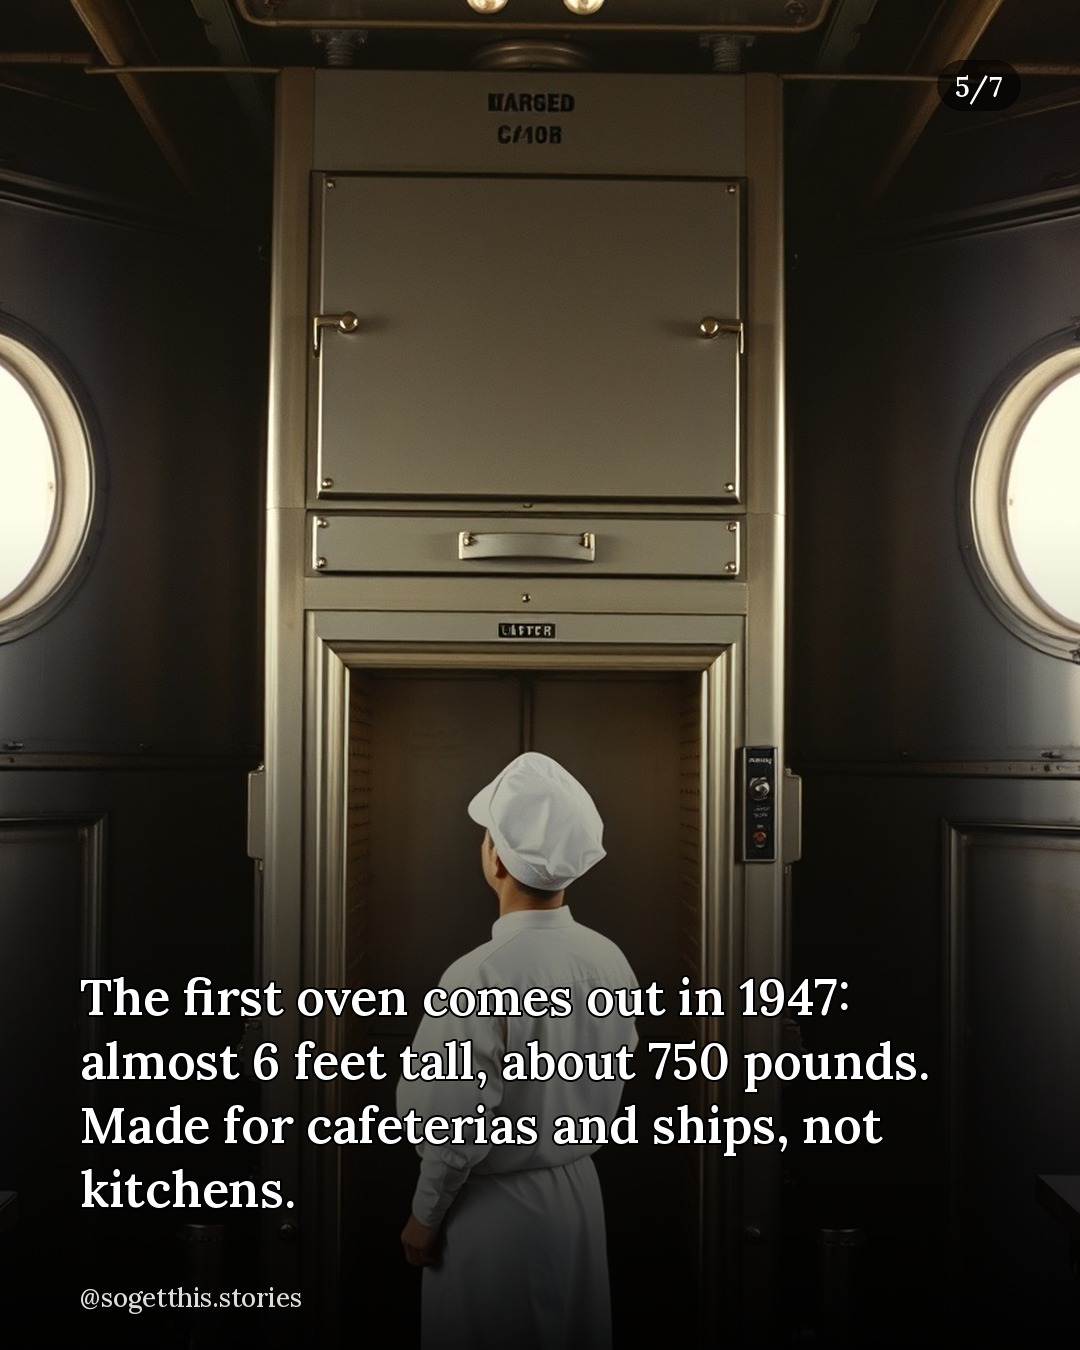 5/7
The first oven comes out in 1947:
almost 6 feet tall, about 750 pounds.
Made for cafeterias and ships, not
kitchens.
@sogetthis.stories